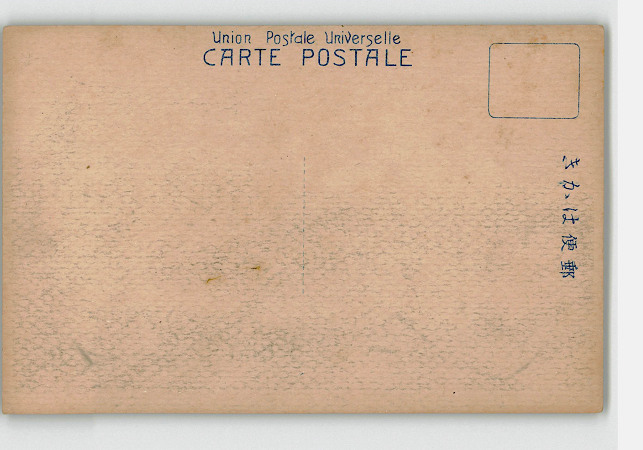 Union Postale Universelle
CARTE POSTALE
郵便はかき